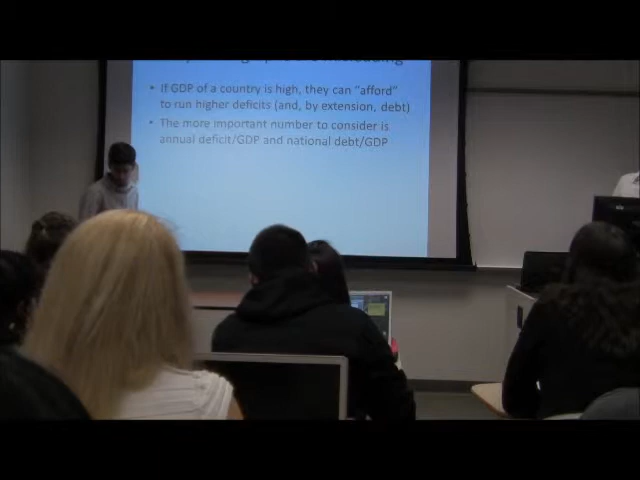 • If GDP of a country is high, they can "afford"
to run higher deficits (and, by extension, debt)
• The more important number to consider is
annual deficit/GDP and national debt/GDP